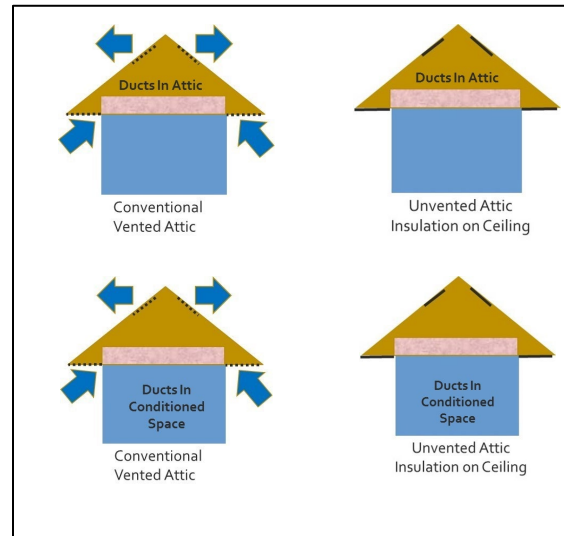 Ducts In Attic
Conventional
Vented Attic
Ducts In Attic
Unvented Attic
Insulation on Ceiling
Ducts In
Conditioned
Space
Conventional
Vented Attic
Ducts In
Conditioned
Space
Unvented Attic
Insulation on Ceiling